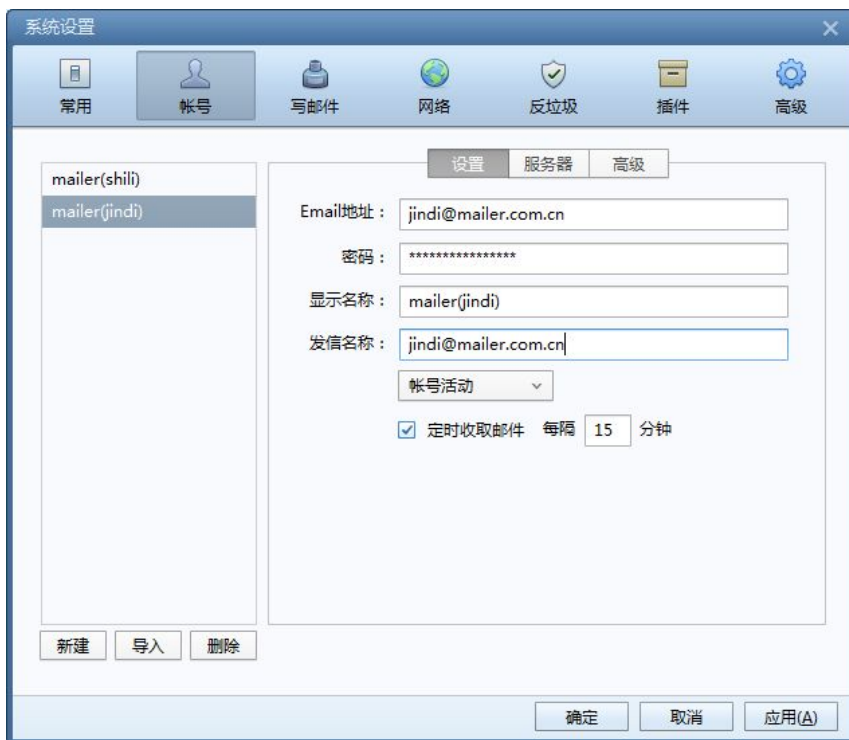 系统设置
常用 帐号 写邮件 网络 反垃圾 插件 高级
mailer(shili)
mailer(jindi)
设置 服务器 高级
Email地址：jindi@mailer.com.cn
密码：****************
显示名称：mailer(jindi)
发信名称：jindi@mailer.com.cn
帐号活动
定时收取邮件 每隔 15 分钟
新建 导入 删除
确定 取消 应用(A)